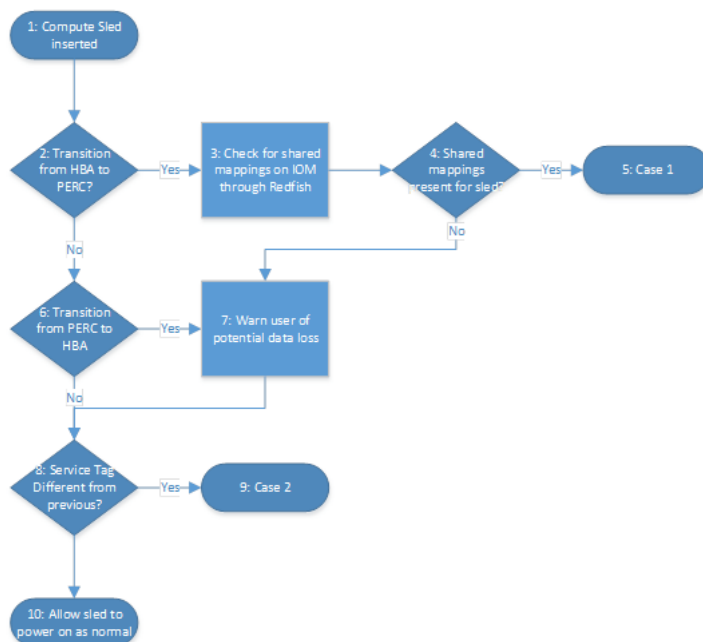 1: Compute Sled
inserted
2: Transition
from HBA to
PERC?
Yes
3: Check for shared
mappings on IOM
through Redfish
4: Shared
mappings
present for sled?
Yes
5: Case 1
No
No
6: Transition
from PERC to
HBA
Yes
7: Warn user of
potential data loss
No
8: Service Tag
Different from
previous?
Yes
9: Case 2
10: Allow sled to
power on as normal